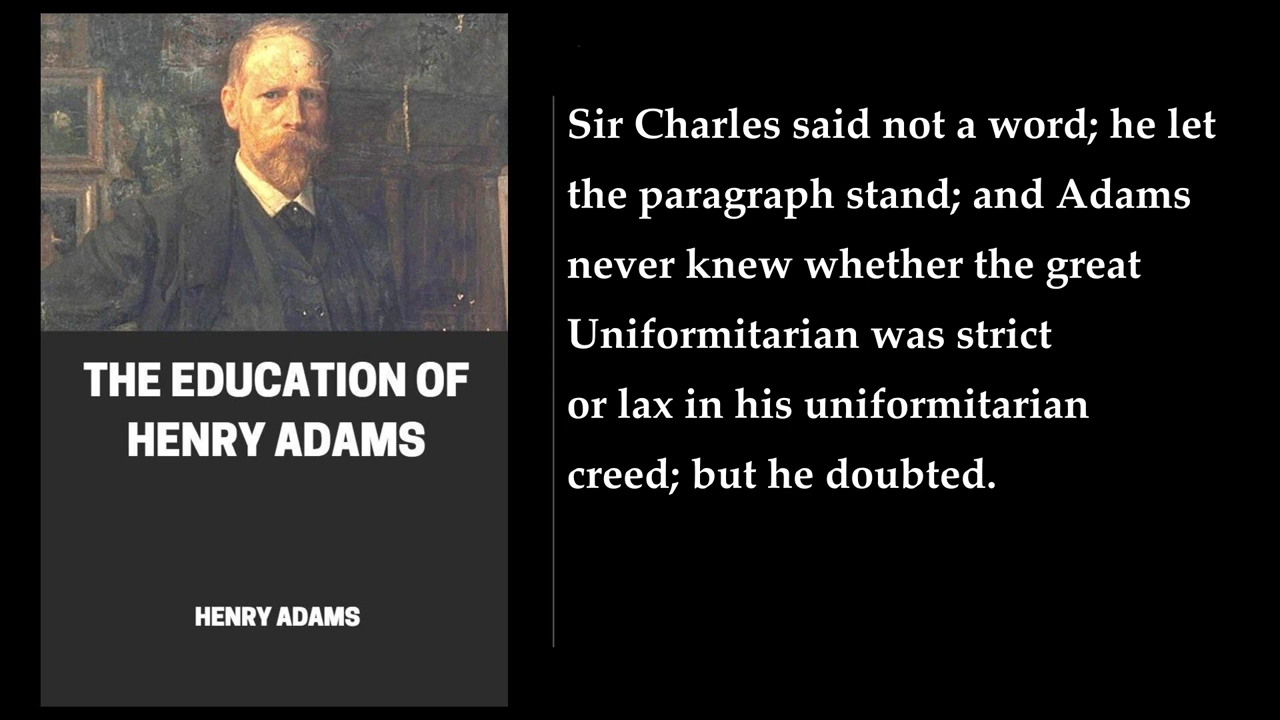 THE EDUCATION OF
HENRY ADAMS
HENRY ADAMS
Sir Charles said not a word; he let
the paragraph stand; and Adams
never knew whether the great
Uniformitarian was strict
or lax in his uniformitarian
creed; but he doubted.